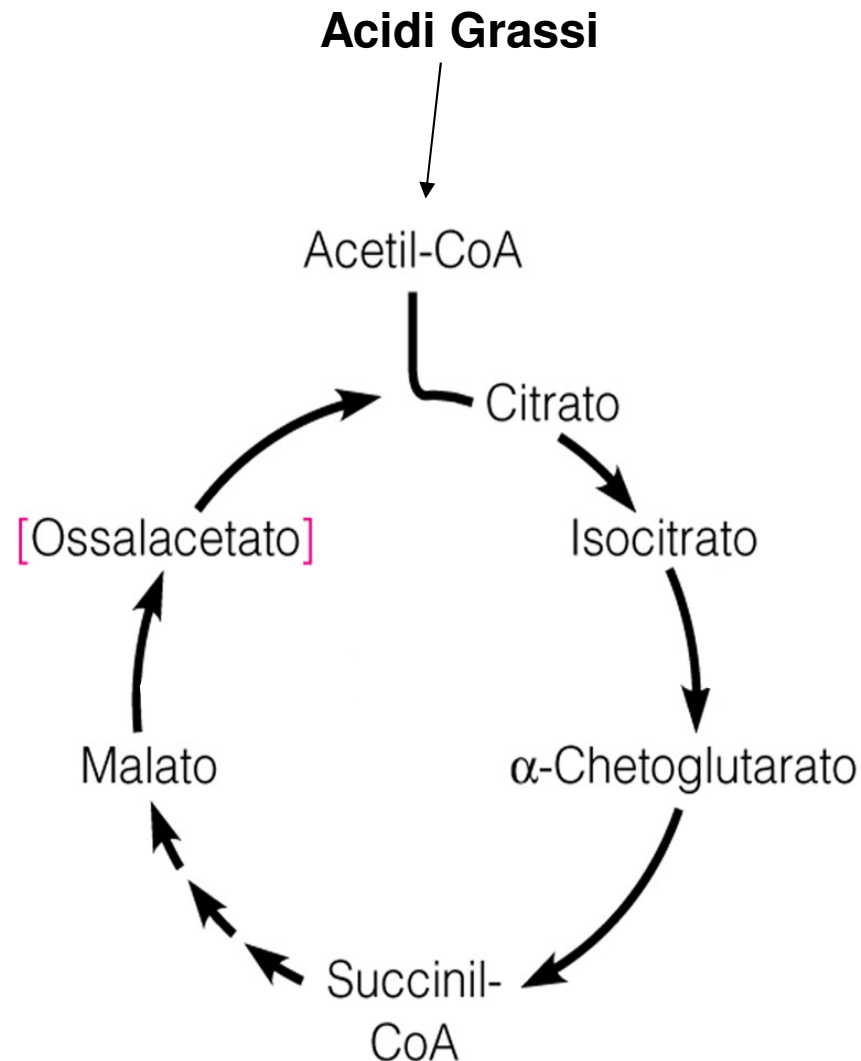 Acidi Grassi
Acetil-CoA
Citrato
[Ossalacetato]
Isocitrato
Malato
α-Chetoglutarato
Succinil-
CoA